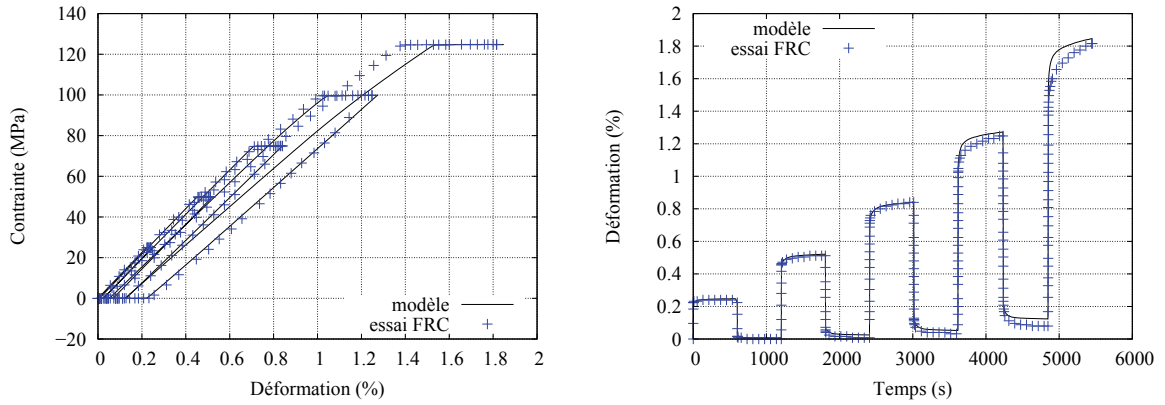 140
120
100
80
60
40
20
0
−20
0 0.2 0.4 0.6 0.8 1 1.2 1.4 1.6 1.8 2
Contrainte (MPa)
Déformation (%)
modèle
essai FRC
2
1.8
1.6
1.4
1.2
1
0.8
0.6
0.4
0.2
0
0 1000 2000 3000 4000 5000 6000
Déformation (%)
Temps (s)
modèle
essai FRC